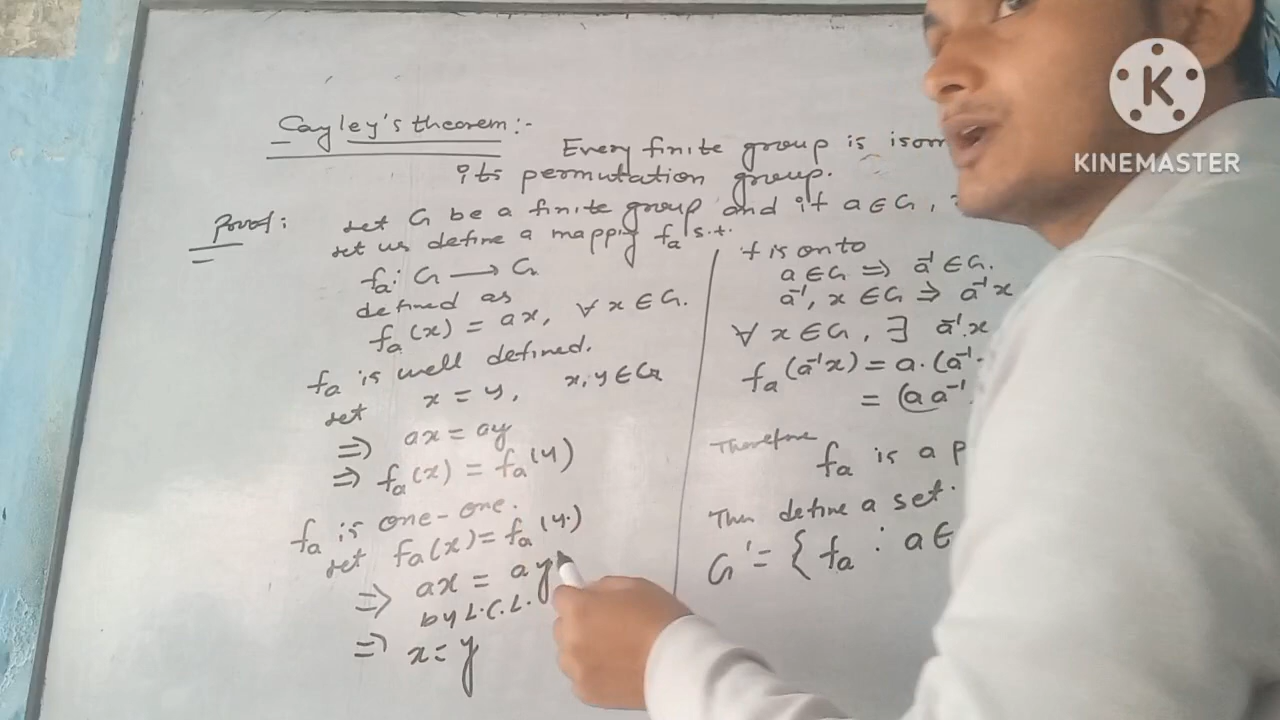 Cayley's theorem:-
Every finite group is isom
its permutation group.
Proof: Let G be a finite group and if a ∈ G,
Let us define a mapping fₐ s.t.
fₐ: G → G
defined as
fₐ(x) = ax, ∀ x ∈ G.
fₐ is well defined.
Let x = y, x, y ∈ G
⇒ ax = ay
⇒ fₐ(x) = fₐ(y)
fₐ is one-one.
Let fₐ(x) = fₐ(y.)
⇒ ax = ay
by L.C.L.
⇒ x = y
f is onto
a ∈ G ⇒ a⁻¹ ∈ G.
a⁻¹, x ∈ G ⇒ a⁻¹x
∀ x ∈ G, ∃ a⁻¹.x
fₐ(a⁻¹x) = a.(a⁻¹.
= (a a⁻¹.
Therefore
fₐ is a p
Then define a set
G' = { fₐ : a ∈
K
KINEMASTER